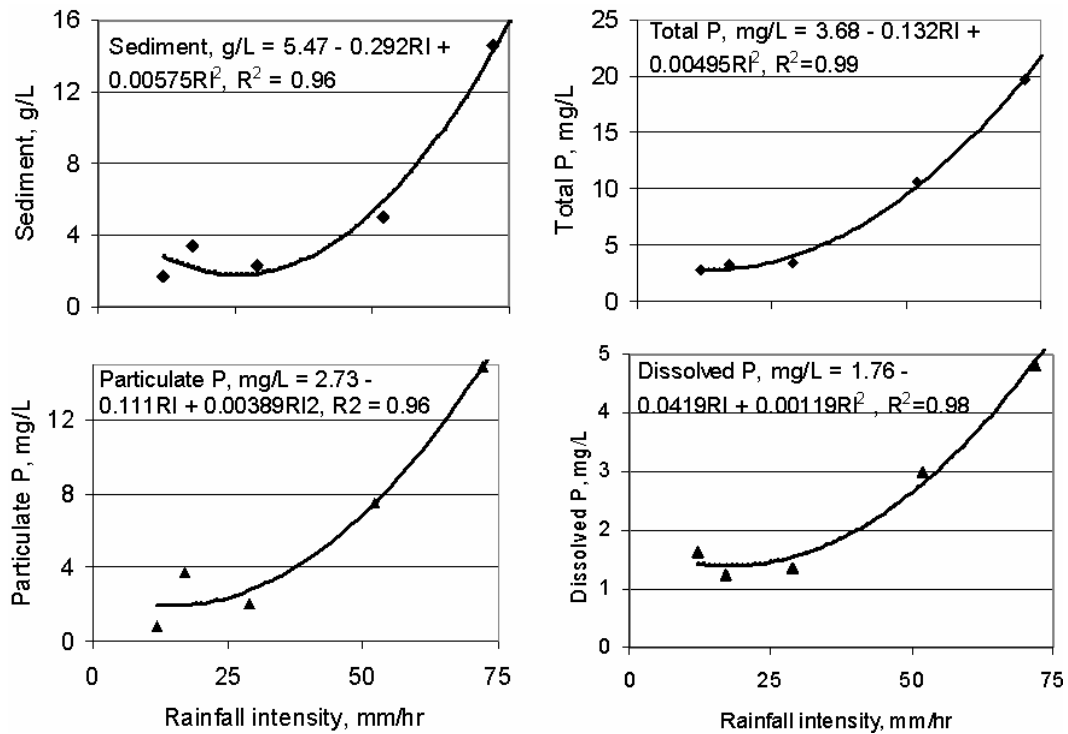 Sediment, g/L
16
12
8
4
0
Sediment, g/L = 5.47 - 0.292RI +
0.00575RI², R² = 0.96
Total P, mg/L
25
20
15
10
5
0
Total P, mg/L = 3.68 - 0.132RI +
0.00495RI², R²=0.99
Particulate P, mg/L
12
8
4
0
Particulate P, mg/L = 2.73 -
0.111RI + 0.00389RI2, R2 = 0.96
0 25 50 75
Rainfall intensity, mm/hr
Dissolved P, mg/L
5
4
3
2
1
0
Dissolved P, mg/L = 1.76 -
0.0419RI + 0.00119RI² , R²=0.98
0 25 50 75
Rainfall intensity, mm/hr